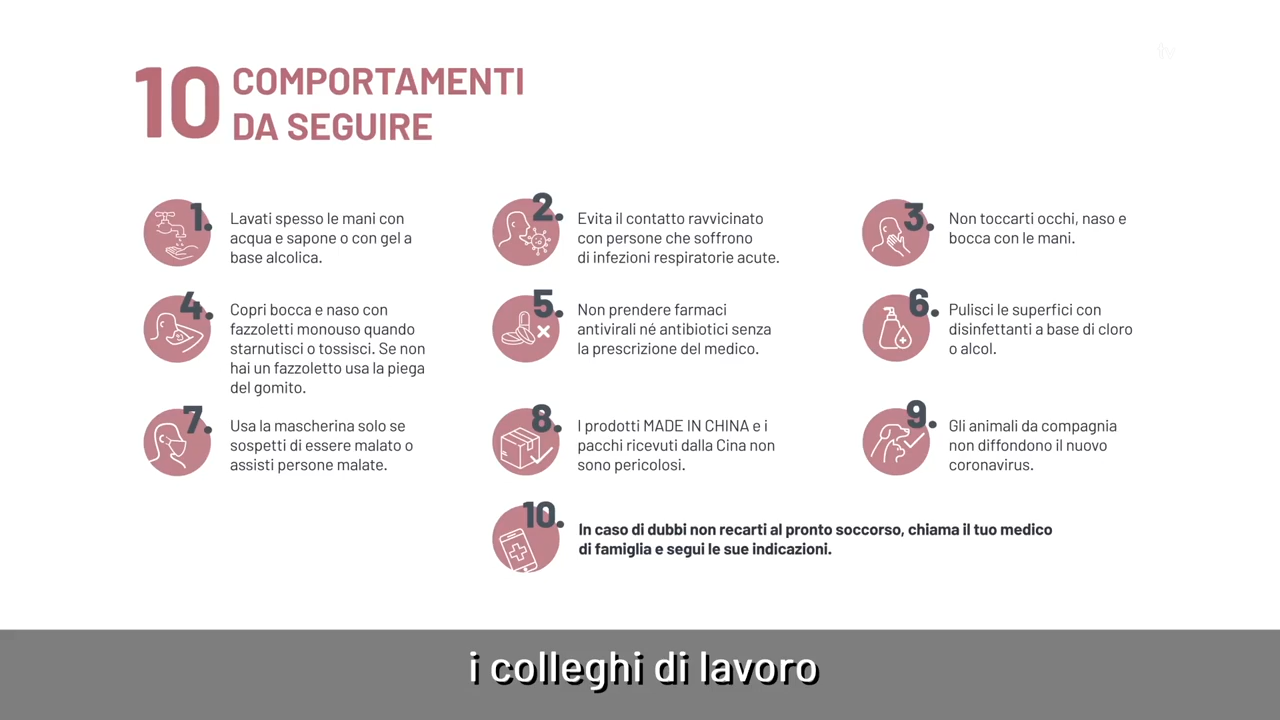 10 COMPORTAMENTI
DA SEGUIRE
1.
Lavati spesso le mani con
acqua e sapone o con gel a
base alcolica.
2.
Evita il contatto ravvicinato
con persone che soffrono
di infezioni respiratorie acute.
3.
Non toccarti occhi, naso e
bocca con le mani.
4.
Copri bocca e naso con
fazzoletti monouso quando
starnutisci o tossisci. Se non
hai un fazzoletto usa la piega
del gomito.
5.
Non prendere farmaci
antivirali né antibiotici senza
la prescrizione del medico.
6.
Pulisci le superfici con
disinfettanti a base di cloro
o alcol.
7.
Usa la mascherina solo se
sospetti di essere malato o
assisti persone malate.
8.
I prodotti MADE IN CHINA e i
pacchi ricevuti dalla Cina non
sono pericolosi.
9.
Gli animali da compagnia
non diffondono il nuovo
coronavirus.
10.
In caso di dubbi non recarti al pronto soccorso, chiama il tuo medico
di famiglia e segui le sue indicazioni.
i colleghi di lavoro